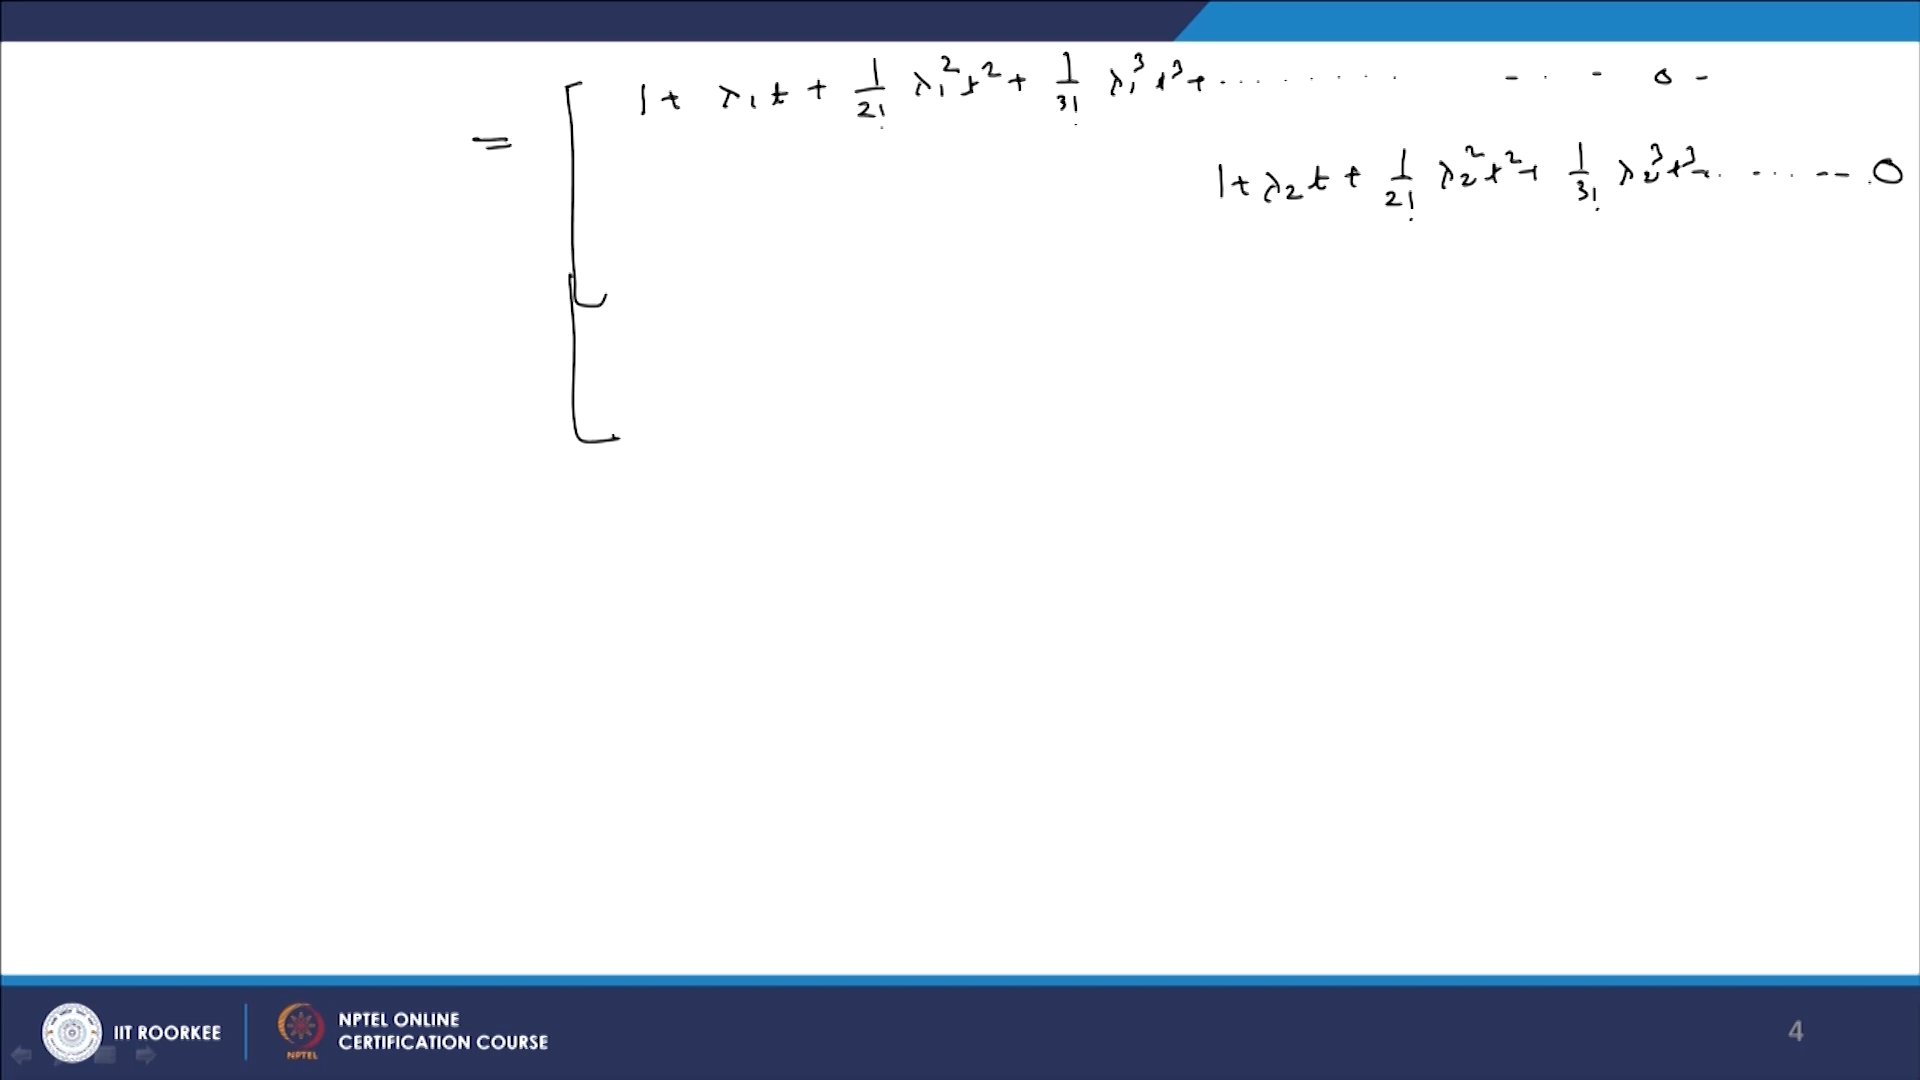 = [ 1 + λ₁t + 1/2! λ₁²t² + 1/3! λ₁³t³ + . . . . . . . . . - . - 0 -
1 + λ₂t + 1/2! λ₂²t² + 1/3! λ₂³t³ - . . . . . . -- . 0
IIT ROORKEE
NPTEL
NPTEL ONLINE
CERTIFICATION COURSE
4